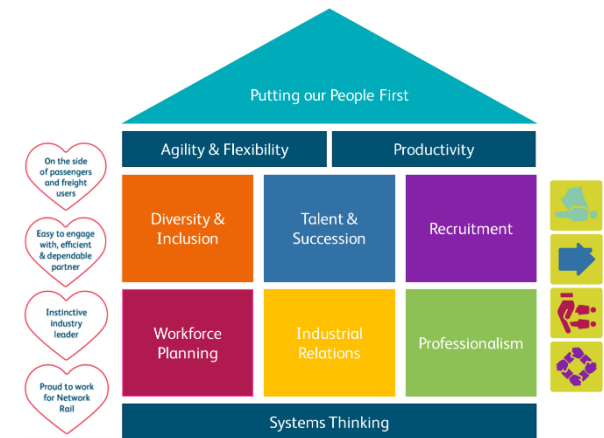 Putting our People First
Agility & Flexibility
Productivity
On the side
of passengers
and freight
users
Diversity &
Inclusion
Talent &
Succession
Recruitment
Easy to engage
with, efficient
& dependable
partner
Instinctive
industry
leader
Workforce
Planning
Industrial
Relations
Professionalism
Proud to work
for Network
Rail
Systems Thinking